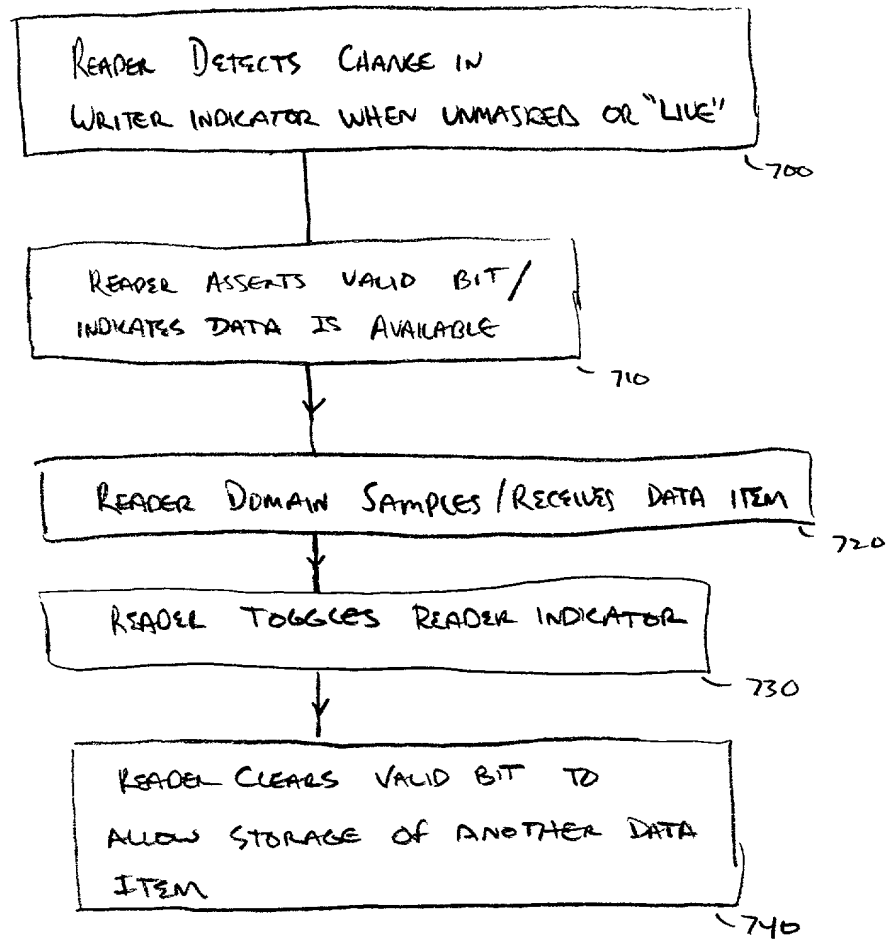 READER DETECTS CHANGE IN
WRITER INDICATOR WHEN UNMASKED OR "LIVE"
700
READER ASSERTS VALID BIT/
INDICATES DATA IS AVAILABLE
710
READER DOMAIN SAMPLES/RECEIVES DATA ITEM
720
READER TOGGLES READER INDICATOR
730
READER CLEARS VALID BIT TO
ALLOW STORAGE OF ANOTHER DATA
ITEM
740